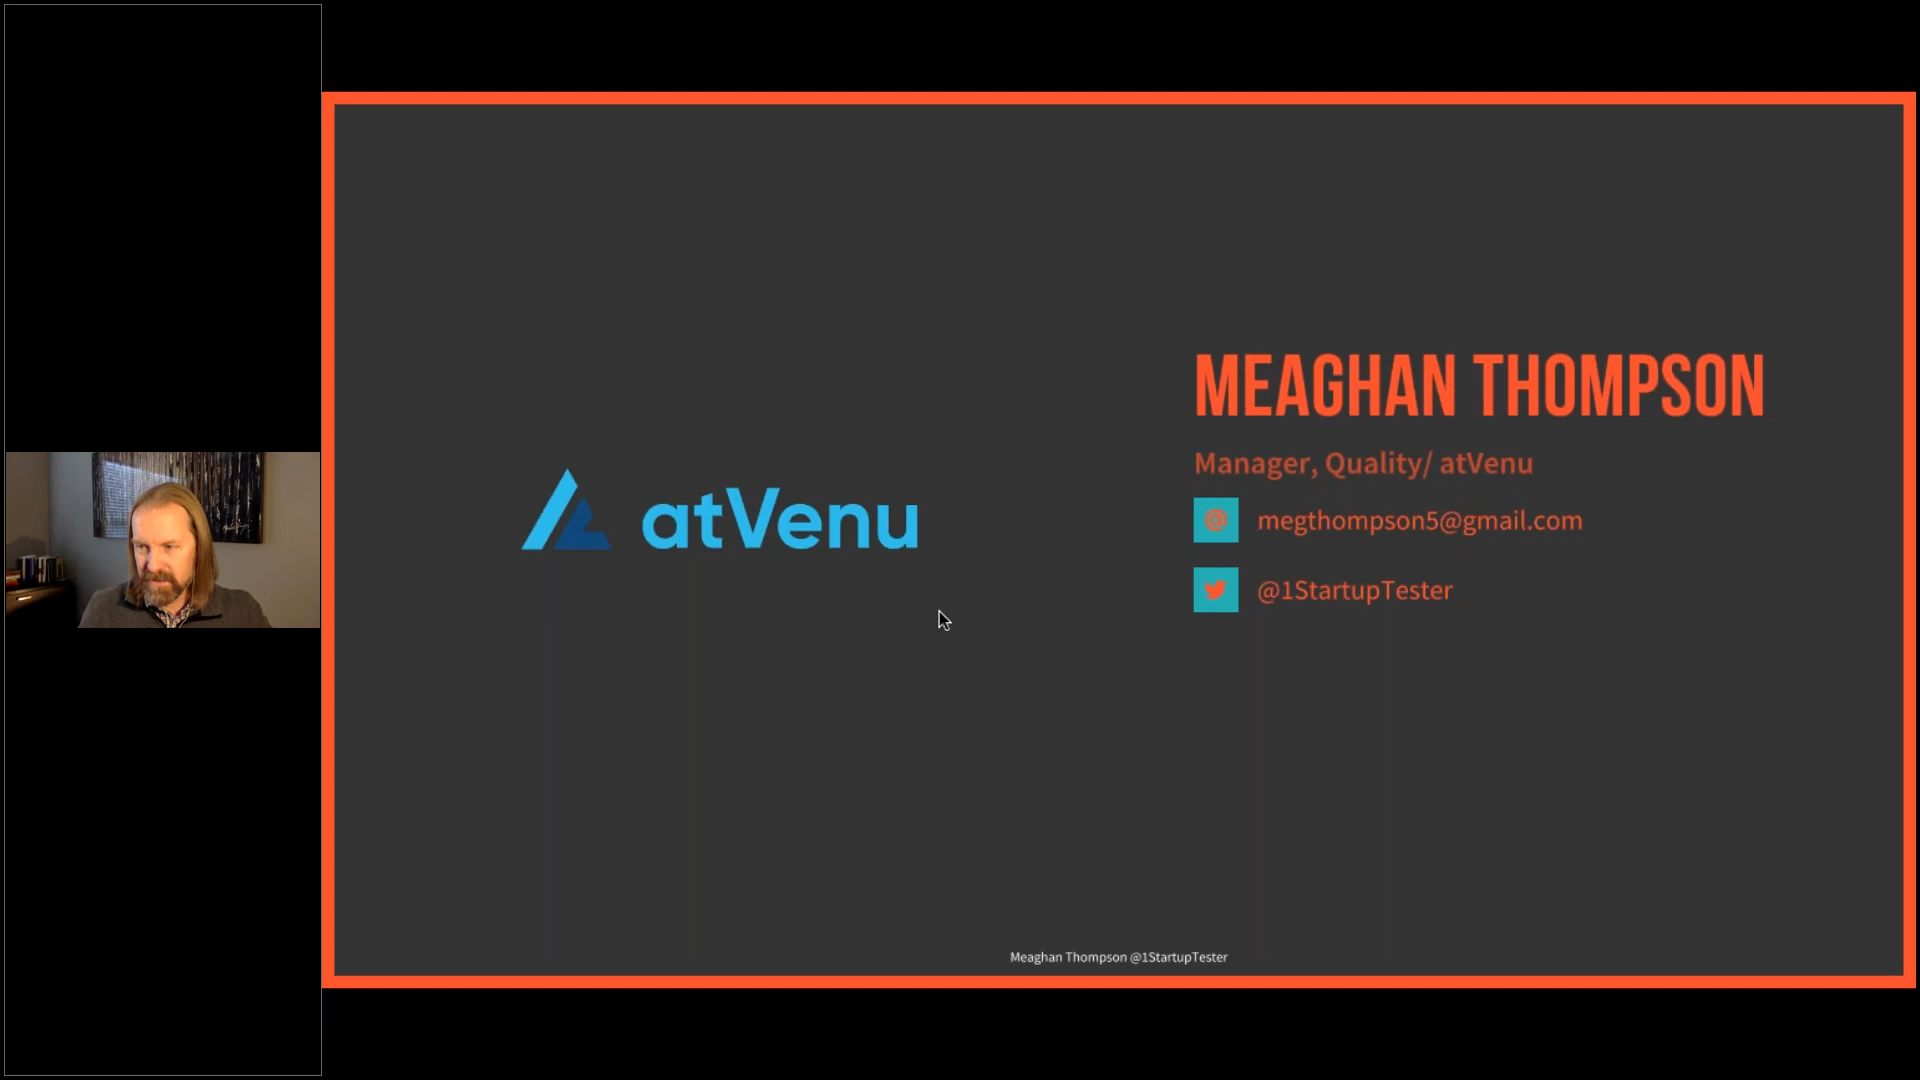 atVenu
MEAGHAN THOMPSON
Manager, Quality/ atVenu
@ megthompson5@gmail.com
@1StartupTester
Meaghan Thompson @1StartupTester